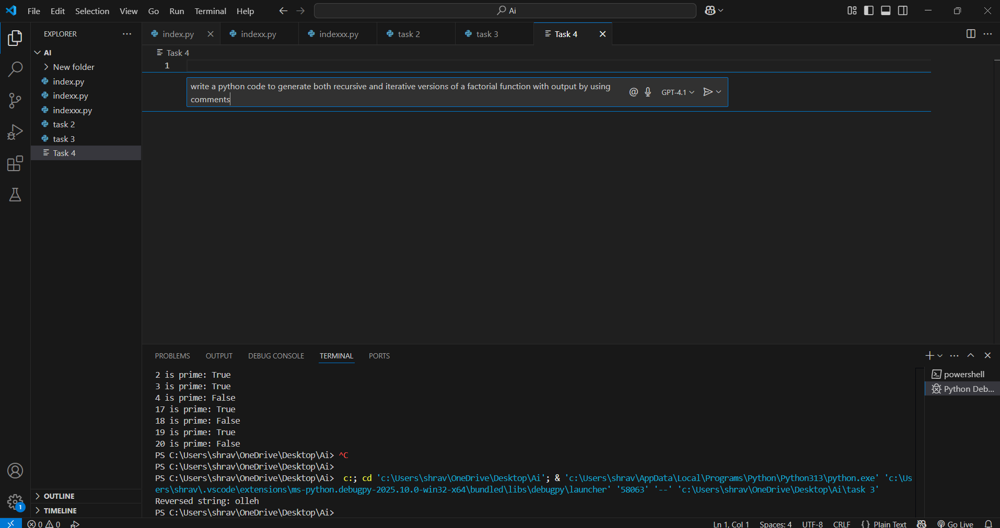 File Edit Selection View Go Run Terminal Help
Ai
EXPLORER
index.py
indexx.py
indexxx.py
task 2
task 3
Task 4
AI
New folder
index.py
indexx.py
indexxx.py
task 2
task 3
Task 4
Task 4
1
write a python code to generate both recursive and iterative versions of a factorial function with output by using
comments
GPT-4.1
PROBLEMS OUTPUT DEBUG CONSOLE TERMINAL PORTS
2 is prime: True
3 is prime: True
4 is prime: False
17 is prime: True
18 is prime: False
19 is prime: True
20 is prime: False
PS C:\Users\shrav\OneDrive\Desktop\Ai> ^C
PS C:\Users\shrav\OneDrive\Desktop\Ai>
PS C:\Users\shrav\OneDrive\Desktop\Ai>  c:; cd 'c:\Users\shrav\OneDrive\Desktop\Ai'; & 'c:\Users\shrav\AppData\Local\Programs\Python\Python313\python.exe' 'c:\Us
ers\shrav\.vscode\extensions\ms-python.debugpy-2025.10.0-win32-x64\bundled\libs\debugpy\launcher' '58063' '--' 'c:\Users\shrav\OneDrive\Desktop\Ai\task 3'
Reversed string: olleh
PS C:\Users\shrav\OneDrive\Desktop\Ai>
powershell
Python Deb...
OUTLINE
TIMELINE
1
0 0
Ln 1, Col 1 Spaces: 4 UTF-8 CRLF {} Plain Text Go Live